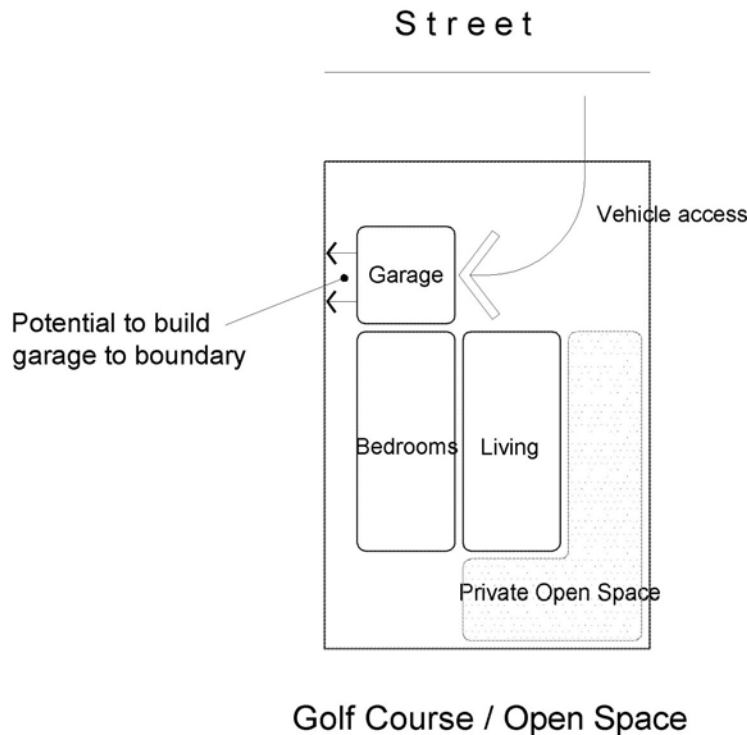 Street
Vehicle access
Garage
Potential to build
garage to boundary
Bedrooms
Living
Private Open Space
Golf Course / Open Space